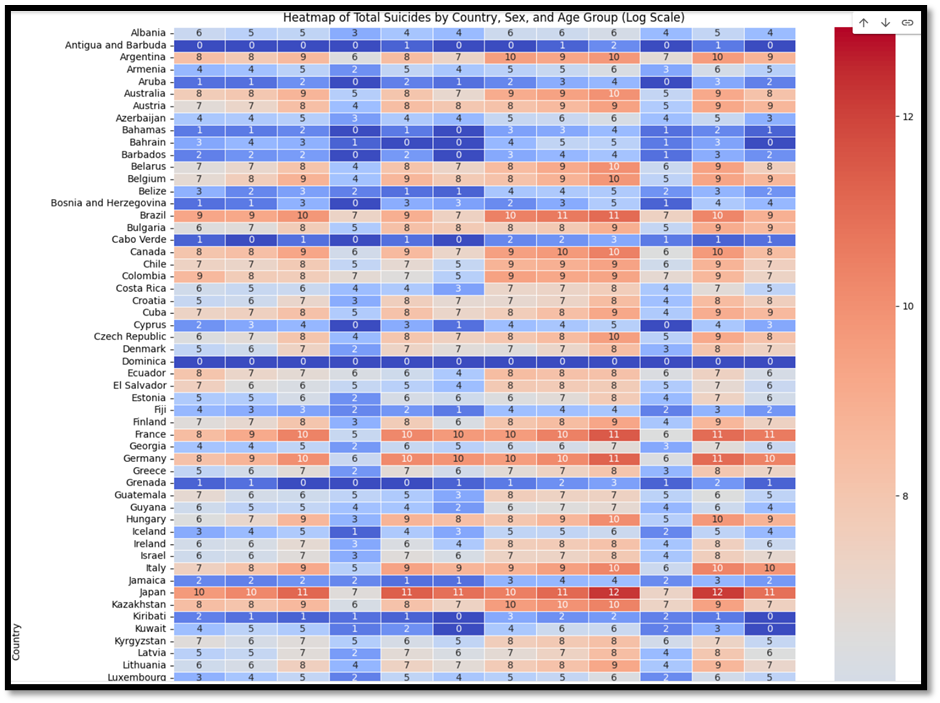 Heatmap of Total Suicides by Country, Sex, and Age Group (Log Scale)
Albania 6 5 5 3 4 4 6 6 6 4 5 4
Antigua and Barbuda 0 0 0 0 1 0 0 1 2 0 1 0
Argentina 8 8 9 6 8 7 10 9 10 7 10 9
Armenia 4 4 5 2 5 4 5 5 6 3 6 5
Aruba 1 1 2 0 2 1 2 3 4 0 3 2
Australia 8 8 9 5 8 7 9 9 10 5 9 8
Austria 7 7 8 4 8 8 8 9 9 5 9 9
Azerbaijan 4 4 5 3 4 4 5 6 6 4 5 3
Bahamas 1 1 2 0 1 0 3 3 4 1 2 1
Bahrain 3 4 3 1 0 0 4 5 5 1 3 0
Barbados 2 2 2 0 2 0 3 4 4 1 3 2
Belarus 7 7 8 4 8 7 8 9 10 6 9 8
Belgium 7 8 9 4 9 8 8 9 10 5 9 9
Belize 3 2 3 2 1 1 4 4 5 2 3 2
Bosnia and Herzegovina 1 1 3 0 3 3 2 3 5 1 4 4
Brazil 9 9 10 7 9 7 10 11 11 7 10 9
Bulgaria 6 7 8 5 8 8 8 8 9 5 9 9
Cabo Verde 1 0 1 0 1 0 2 2 3 1 1 1
Canada 8 8 9 6 9 7 9 10 10 6 10 8
Chile 7 7 8 5 7 5 9 9 9 6 9 7
Colombia 9 8 8 7 7 5 9 9 9 7 9 7
Costa Rica 6 5 6 4 4 3 7 7 8 4 7 5
Croatia 5 6 7 3 8 7 7 7 8 4 8 8
Cuba 7 7 8 5 8 8 8 8 9 4 9 9
Cyprus 2 3 4 0 3 1 4 4 5 0 4 3
Czech Republic 6 7 8 4 8 7 8 8 10 5 9 8
Denmark 5 6 7 2 7 7 7 7 8 3 8 7
Dominica 0 0 0 0 0 0 0 0 0 0 0 0
Ecuador 8 7 7 6 6 4 8 8 8 6 7 6
El Salvador 7 6 6 5 5 4 8 8 8 5 7 6
Estonia 5 5 6 2 6 6 6 7 8 4 7 6
Fiji 4 3 3 2 2 1 4 4 4 2 3 2
Finland 7 7 8 3 8 6 8 8 9 4 9 7
France 8 9 10 5 10 10 10 10 11 6 11 11
Georgia 4 4 5 2 6 5 6 6 7 3 7 6
Germany 8 9 10 6 10 10 10 10 11 6 11 10
Greece 5 6 7 2 7 6 7 7 8 3 8 7
Grenada 1 1 0 0 0 1 1 2 3 1 2 1
Guatemala 7 6 6 5 5 3 8 7 7 5 6 5
Guyana 6 5 5 4 4 2 6 7 7 4 6 4
Hungary 6 7 9 3 9 8 8 9 10 5 10 9
Iceland 3 4 5 1 4 3 5 5 6 2 5 4
Ireland 6 6 7 3 6 4 8 8 8 4 8 6
Israel 6 6 7 3 7 6 7 7 8 4 8 7
Italy 7 8 9 5 9 9 9 9 10 6 10 10
Jamaica 2 2 2 2 1 1 3 4 4 2 3 2
Japan 10 10 11 7 11 11 10 11 12 7 12 11
Kazakhstan 8 8 9 6 8 7 10 10 10 7 9 7
Kiribati 2 1 1 1 1 0 3 2 2 2 1 0
Kuwait 4 5 5 1 2 0 4 6 6 2 3 0
Kyrgyzstan 7 6 7 5 6 5 8 8 8 6 7 5
Latvia 5 5 7 2 7 6 7 7 8 4 8 6
Lithuania 6 6 8 4 7 7 8 8 9 4 9 7
Luxembourg 3 4 5 2 5 4 5 5 6 2 5 5
Country
12
10
8